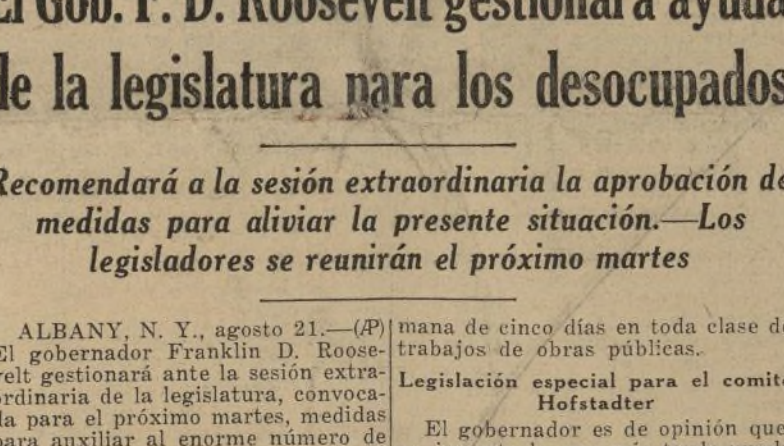 El Gob. F. D. Roosevelt gestionará ayuda
de la legislatura para los desocupados
Recomendará a la sesión extraordinaria la aprobación de
medidas para aliviar la presente situación.—Los
legisladores se reunirán el próximo martes
ALBANY, N. Y., agosto 21.—(AP)
El gobernador Franklin D. Roose-
velt gestionará ante la sesión extra-
ordinaria de la legislatura, convoca-
da para el próximo martes, medidas
para auxiliar al enorme número de
mana de cinco días en toda clase de
trabajos de obras públicas.
Legislación especial para el comité
Hofstadter
El gobernador es de opinión que